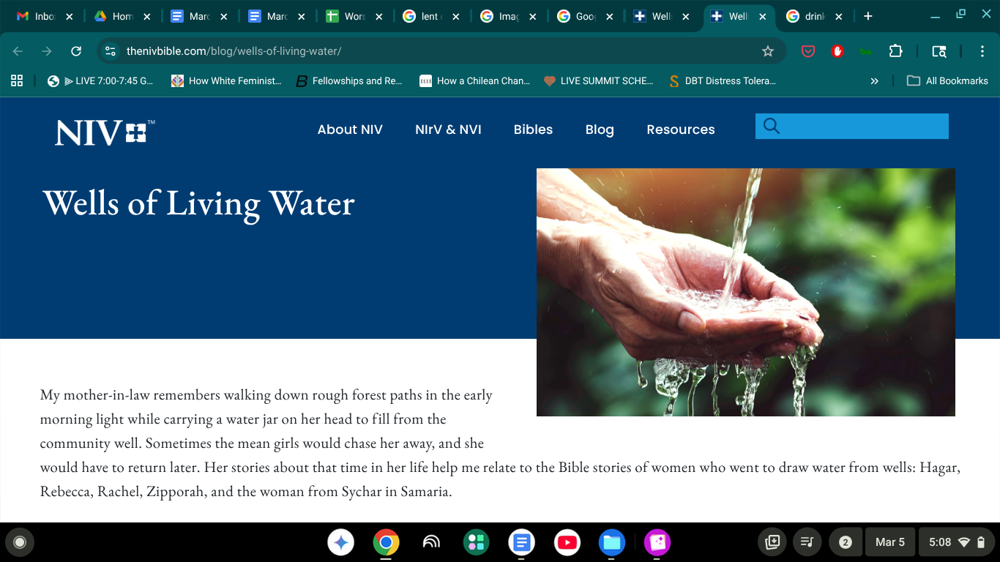 Inbo
Hom
Marc
Marc
Wors
lent
Imag
Goo
Well
Well
drink
thenivbible.com/blog/wells-of-living-water/
LIVE 7:00-7:45 G...
How White Feminist...
Fellowships and Re...
How a Chilean Chan...
LIVE SUMMIT SCHE...
DBT Distress Tolera...
All Bookmarks
NIV™
About NIV
NIrV & NVI
Bibles
Blog
Resources
Wells of Living Water
My mother-in-law remembers walking down rough forest paths in the early
morning light while carrying a water jar on her head to fill from the
community well. Sometimes the mean girls would chase her away, and she
would have to return later. Her stories about that time in her life help me relate to the Bible stories of women who went to draw water from wells: Hagar,
Rebecca, Rachel, Zipporah, and the woman from Sychar in Samaria.
2
Mar 5
5:08